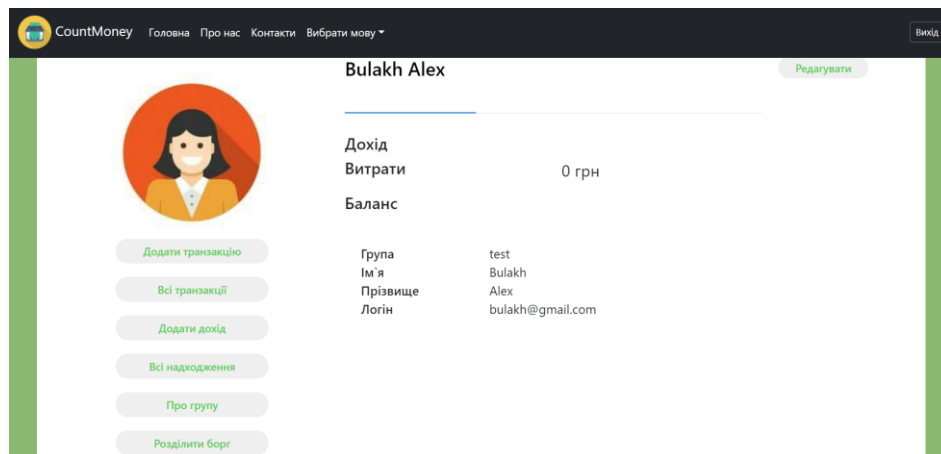 CountMoney Головна Про нас Контакти Вибрати мову Вихід
Bulakh Alex
Редагувати
Дохід
Витрати 0 грн
Баланс
Група test
Ім`я Bulakh
Прізвище Alex
Логін bulakh@gmail.com
Додати транзакцію
Всі транзакції
Додати дохід
Всі надходження
Про групу
Розділити борг